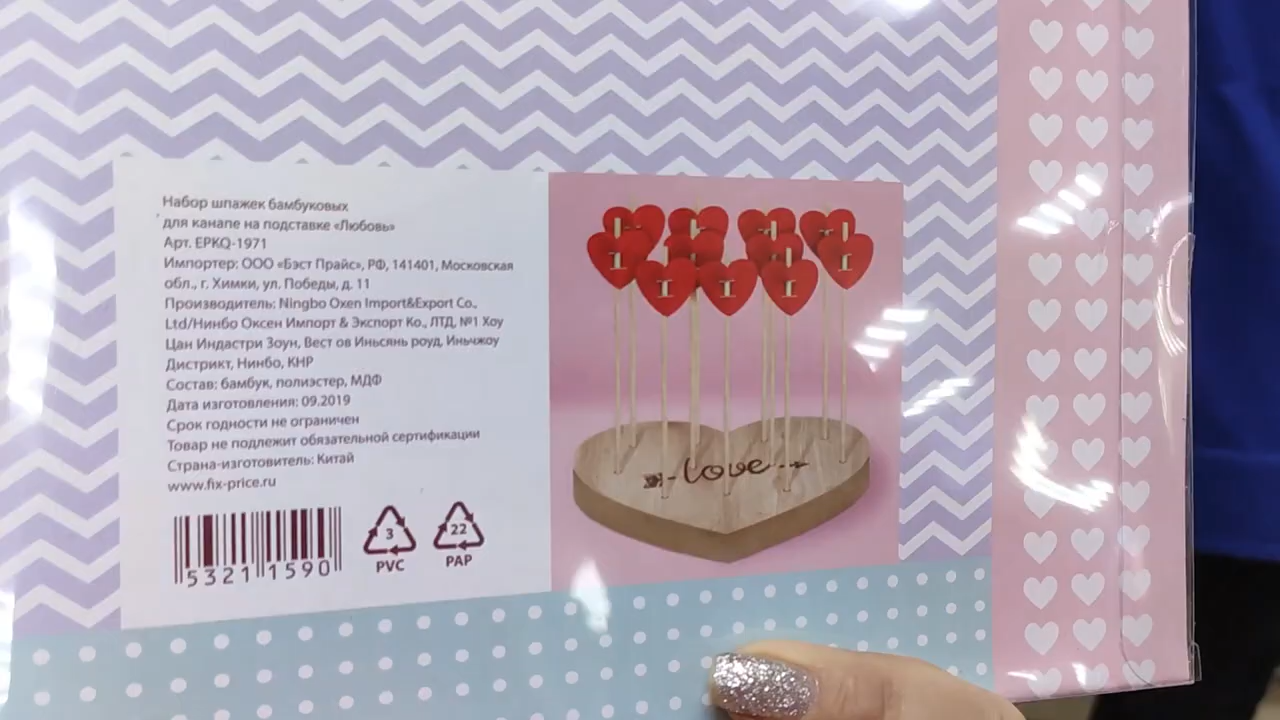 Набор шпажек бамбуковых
для канапе на подставке «Любовь»
Арт. EPKQ-1971
Импортер: ООО «Бэст Прайс», РФ, 141401, Московская
обл., г. Химки, ул. Победы, д. 11
Производитель: Ningbo Oxen Import&Export Co.,
Ltd/Нинбо Оксен Импорт & Экспорт Ко., ЛТД, №1 Хоу
Цан Индастри Зоун, Вест ов Иньсянь роуд, Иньчжоу
Дистрикт, Нинбо, КНР
Состав: бамбук, полиэстер, МДФ
Дата изготовления: 09.2019
Срок годности не ограничен
Товар не подлежит обязательной сертификации
Страна-изготовитель: Китай
www.fix-price.ru
5321 1590
3
PVC
22
PAP
love